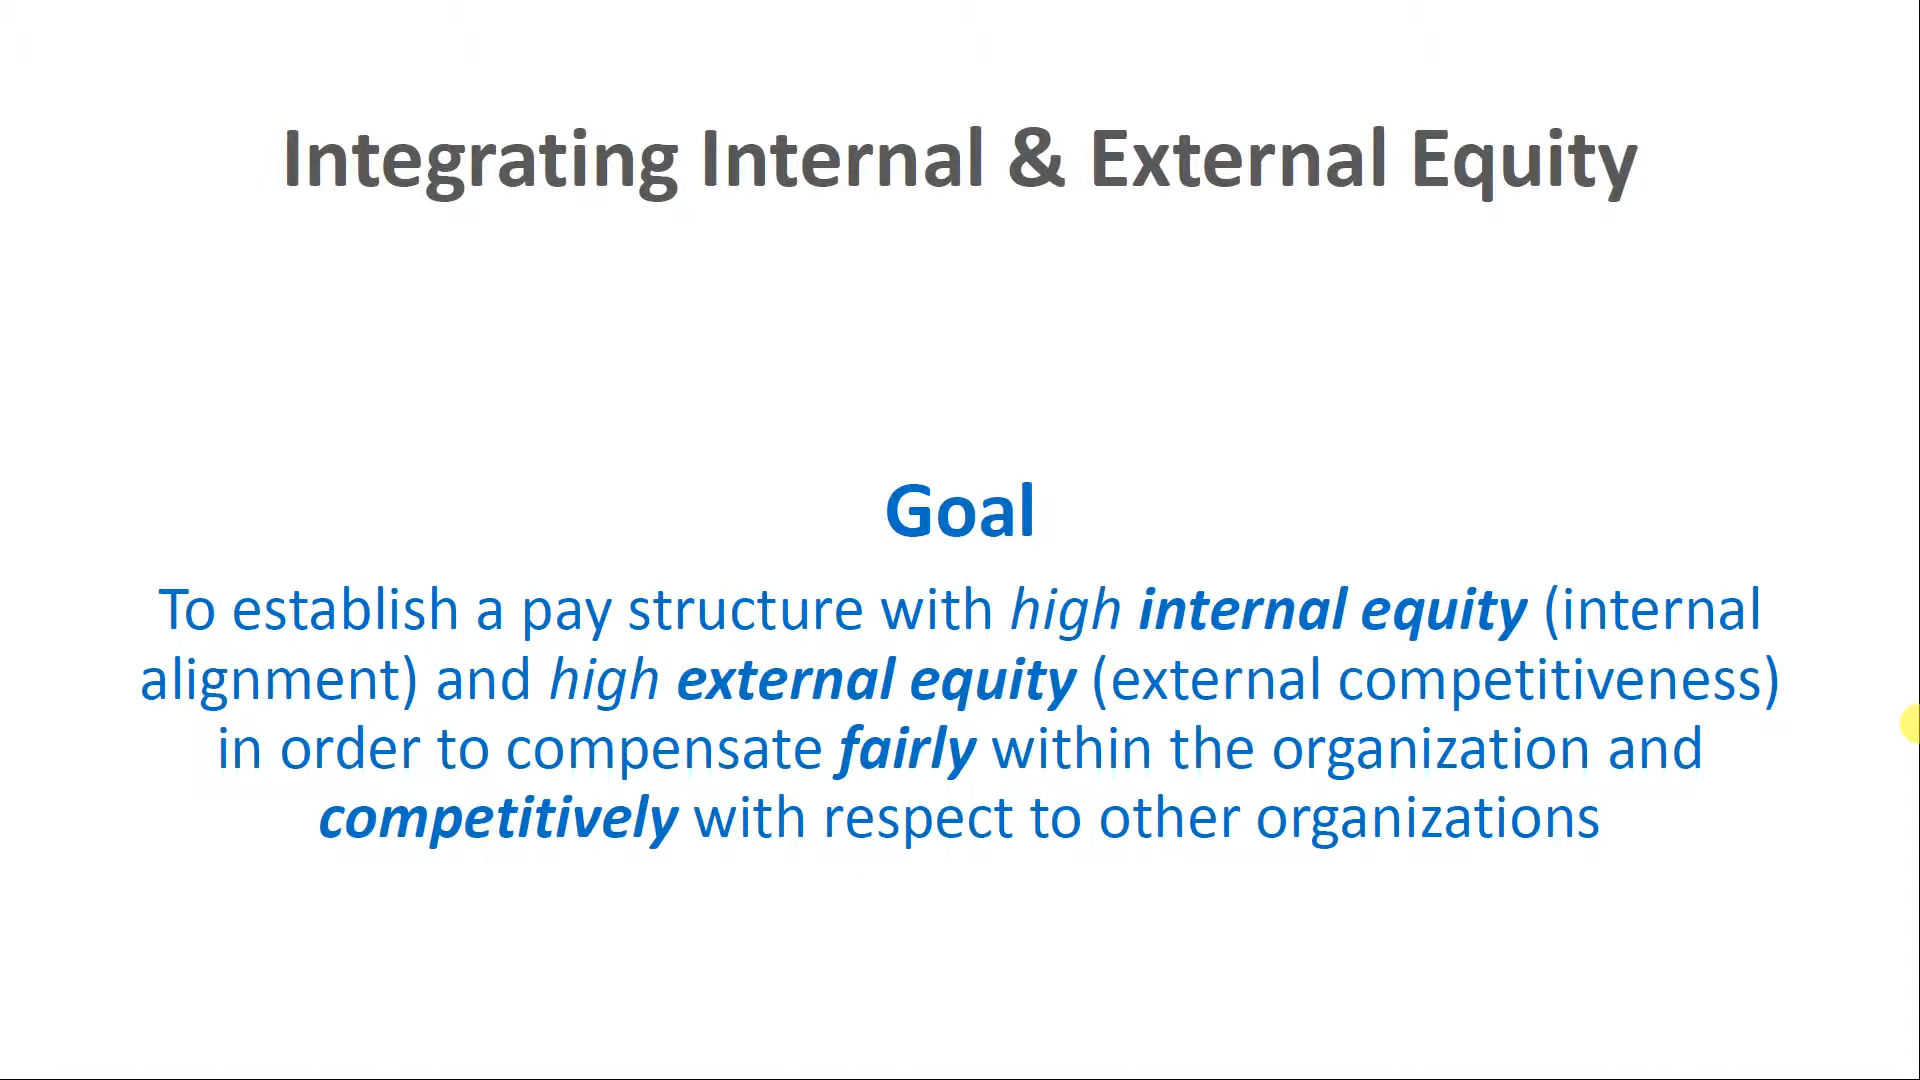 Integrating Internal & External Equity
Goal
To establish a pay structure with high internal equity (internal
alignment) and high external equity (external competitiveness)
in order to compensate fairly within the organization and
competitively with respect to other organizations